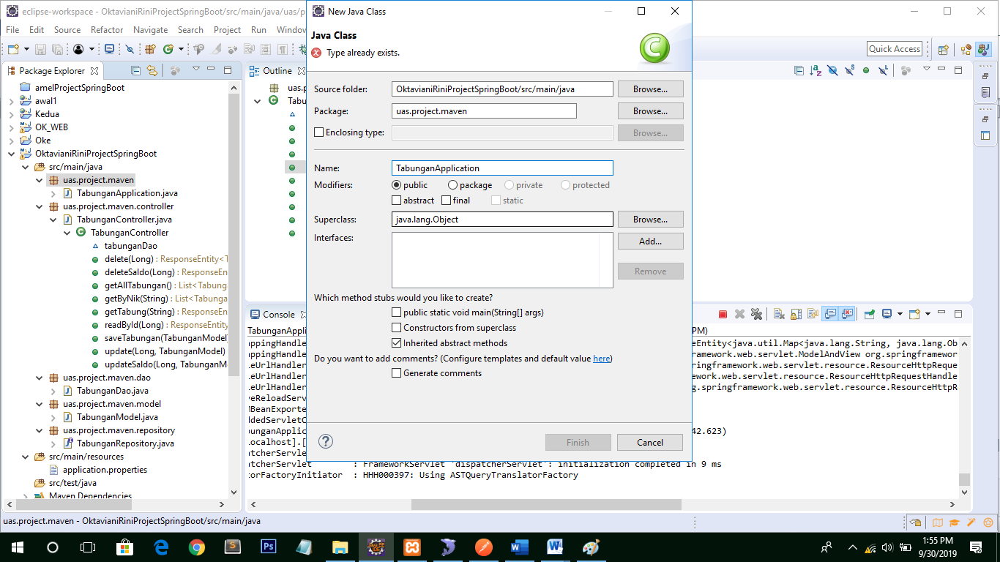 eclipse-workspace - OktavianiRiniProjectSpringBoot/src/main/java/uas/p
File Edit Source Refactor Navigate Search Project Run Window
Quick Access
Package Explorer
amelProjectSpringBoot
awal1
Kedua
OK_WEB
Oke
OktavianiRiniProjectSpringBoot
src/main/java
uas.project.maven
TabunganApplication.java
uas.project.maven.controller
TabunganController.java
TabunganController
tabunganDao
delete(Long) : ResponseEntity<T
deleteSaldo(Long) : ResponseEn
getAllTabungan() : List<Tabung
getByNik(String) : List<Tabunga
getTabung(String) : ResponseEn
readById(Long) : ResponseEntity
saveTabungan(TabunganModel
update(Long, TabunganModel)
updateSaldo(Long, TabunganM
uas.project.maven.dao
TabunganDao.java
uas.project.maven.model
TabunganModel.java
uas.project.maven.repository
TabunganRepository.java
src/main/resources
application.properties
src/test/java
Maven Dependencies
Outline
uas.p
Tabu
New Java Class
Java Class
Type already exists.
Source folder: OktavianiRiniProjectSpringBoot/src/main/java Browse...
Package: uas.project.maven Browse...
Enclosing type: Browse...
Name: TabunganApplication
Modifiers: public package private protected
abstract final static
Superclass: java.lang.Object Browse...
Interfaces: Add...
Remove
Which method stubs would you like to create?
public static void main(String[] args)
Constructors from superclass
Inherited abstract methods
Do you want to add comments? (Configure templates and default value here)
Generate comments
Finish Cancel
Console
TabunganApplic PM)
appingHandle eEntity<java.util.Map<java.lang.String, java.lang.Ob
appingHandle ramework.web.servlet.ModelAndView org.springframewor
leUrlHandler ringframework.web.servlet.resource.ResourceHttpReque
leUrlHandler work.web.servlet.resource.ResourceHttpRequestHandle
leUrlHandler g.springframework.web.servlet.resource.ResourceHttpR
veReloadServ
MBeanExporte
ddedServletC
bunganApplic 42.623)
localhost].[
atcherServle
atcherServlet : FrameworkServlet 'dispatcherServlet': initialization completed in 9 ms
torFactoryInitiator : HHH000397: Using ASTQueryTranslatorFactory
uas.project.maven - OktavianiRiniProjectSpringBoot/src/main/java
1:55 PM
9/30/2019